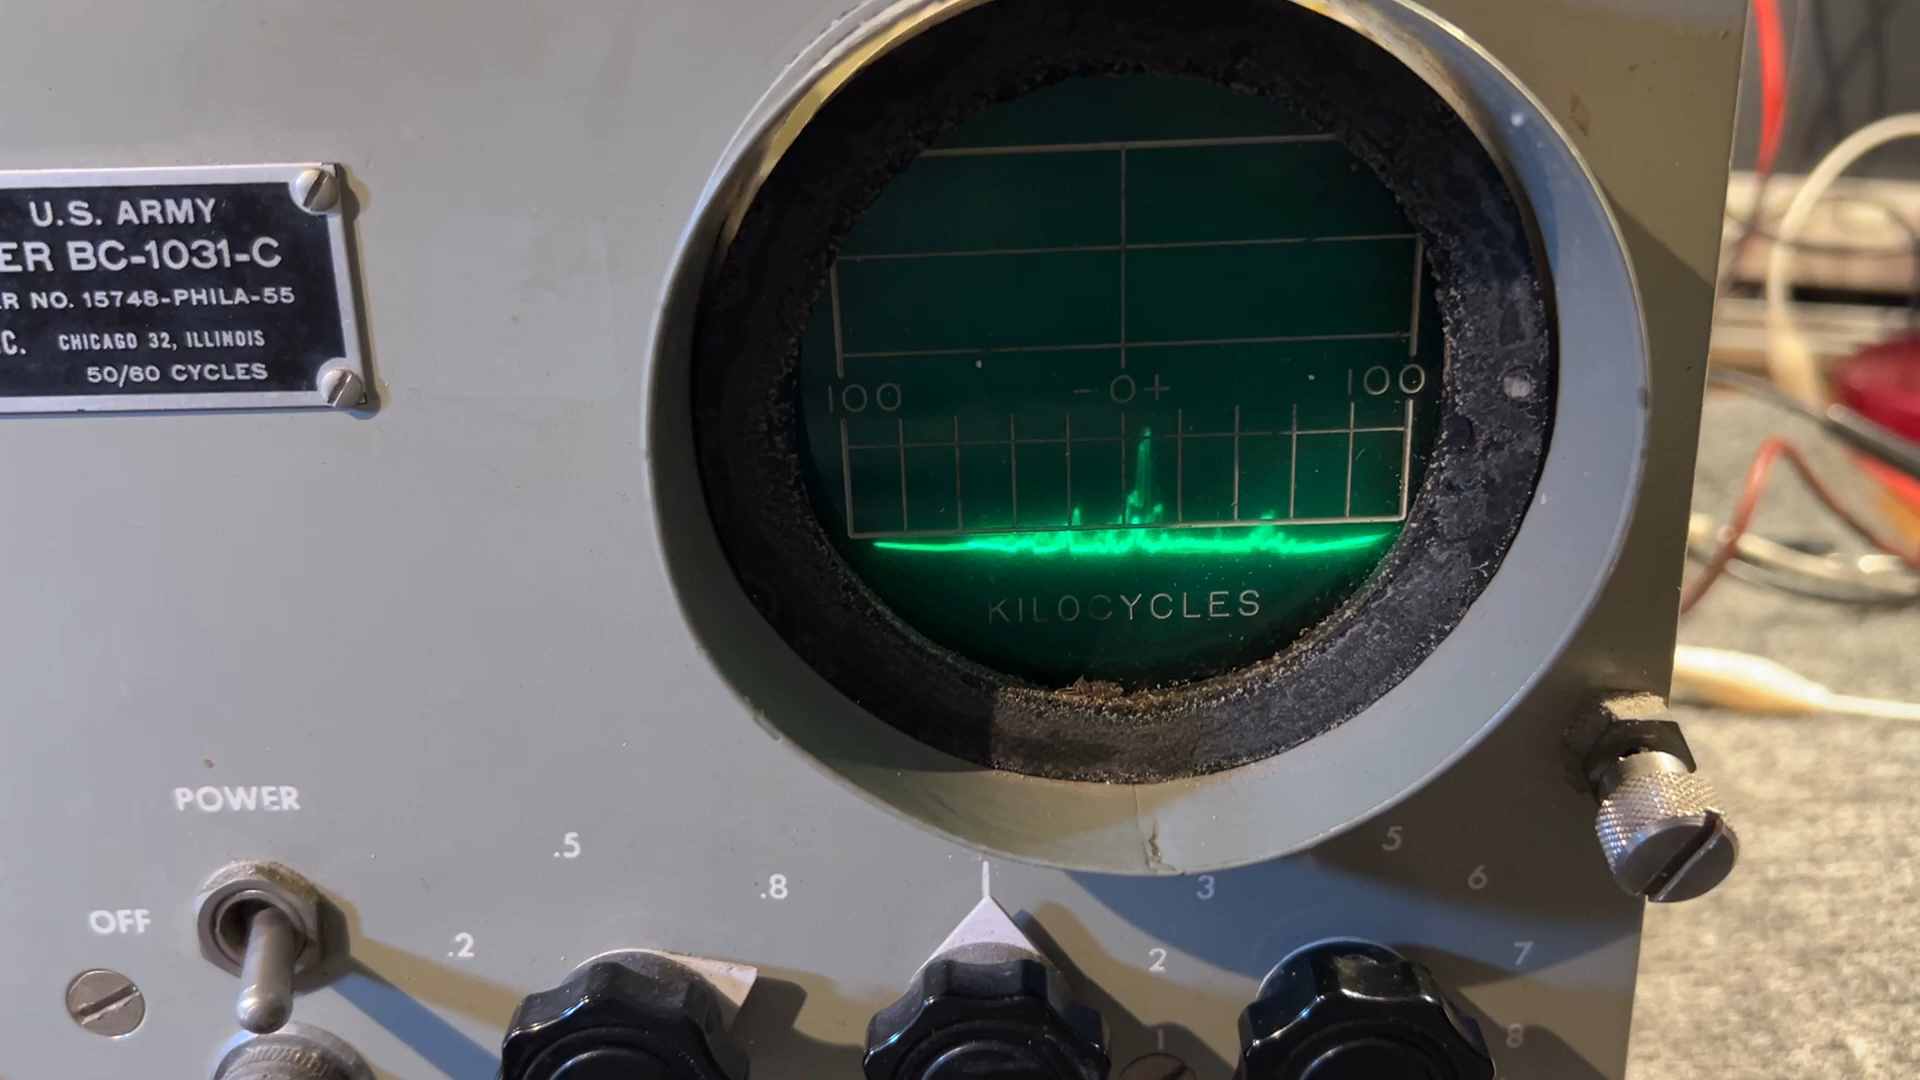 U.S. ARMY
ER BC-1031-C
R NO. 15748-PHILA-55
C. CHICAGO 32, ILLINOIS
50/60 CYCLES
100 -0+ 100
KILOCYCLES
POWER
OFF
.2
.5
.8
1
2
3
5
6
7
8